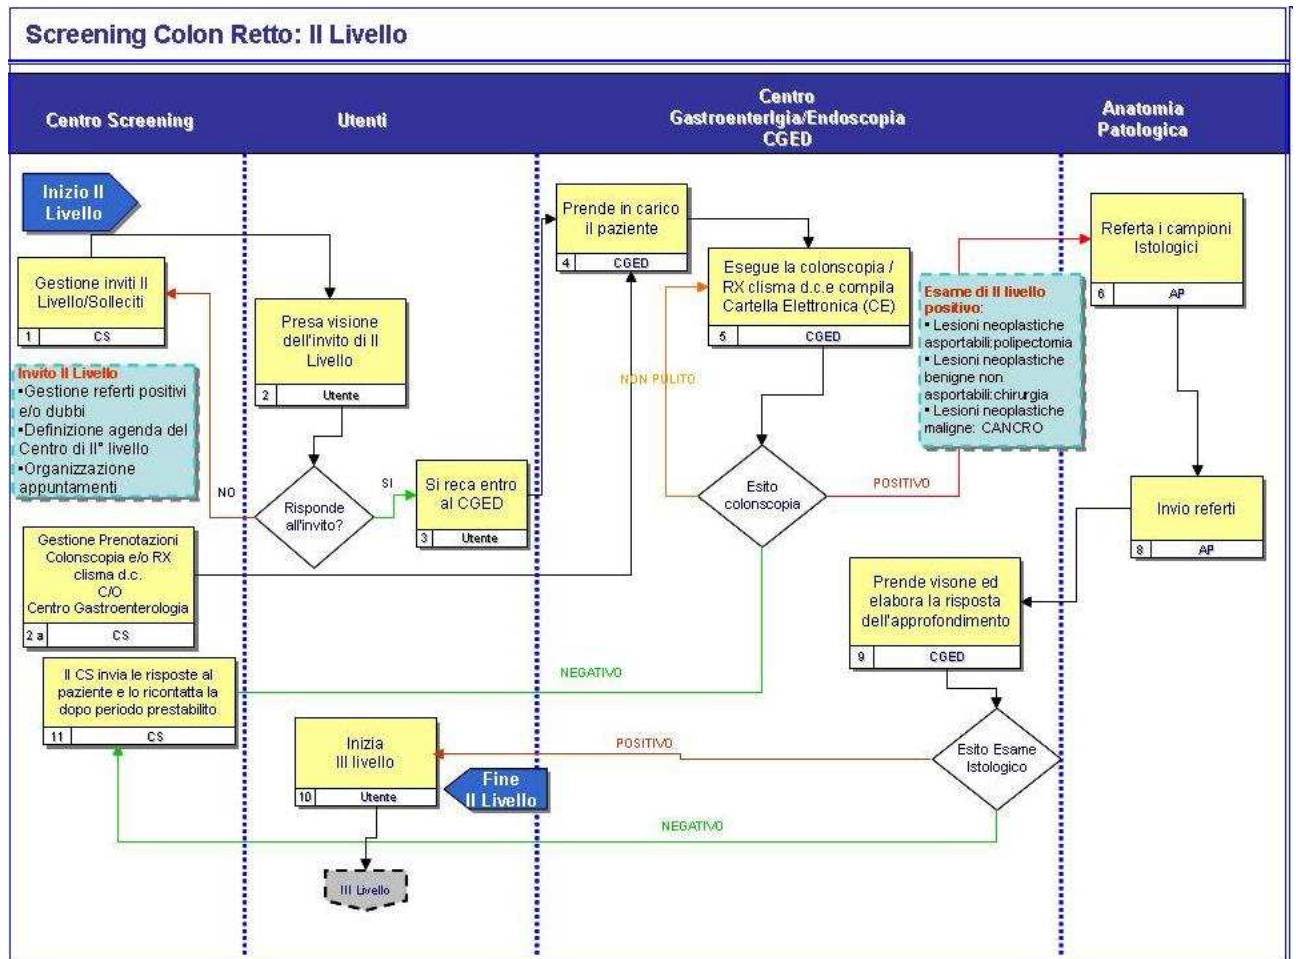 Screening Colon Retto: II Livello
Centro Screening
Utenti
Centro
Gastroenterlgia/Endoscopia
CGED
Anatomia
Patologica
Inizio II
Livello
Gestione inviti II
Livello/Solleciti
1
CS
Invito II Livello
•Gestione referti positivi
e/o dubbi
•Definizione agenda del
Centro di II° livello
•Organizzazione
appuntamenti
Presa visione
dell'invito di II
Livello
2
Utente
NO
Risponde
all'invito?
SI
Si reca entro
al CGED
3
Utente
Gestione Prenotazioni
Colonscopia e/o RX
clisma d.c.
C/O
Centro Gastroenterologia
2 a
CS
Prende in carico
il paziente
4
CGED
Esegue la colonscopia /
RX clisma d.c.e compila
Cartella Elettronica (CE)
5
CGED
NON PULITO
Esito
colonscopia
POSITIVO
Esame di II livello
positivo:
• Lesioni neoplastiche
asportabili:polipectomia
• Lesioni neoplastiche
benigne non
asportabili:chirurgia
• Lesioni neoplastiche
maligne: CANCRO
Referta i campioni
Istologici
6
AP
Invio referti
8
AP
Prende visone ed
elabora la risposta
dell'approfondimento
9
CGED
NEGATIVO
Il CS invia le risposte al
paziente e lo ricontatta la
dopo periodo prestabilito
11
CS
Esito Esame
Istologico
POSITIVO
Inizia
III livello
10
Utente
Fine
II Livello
NEGATIVO
III Livello